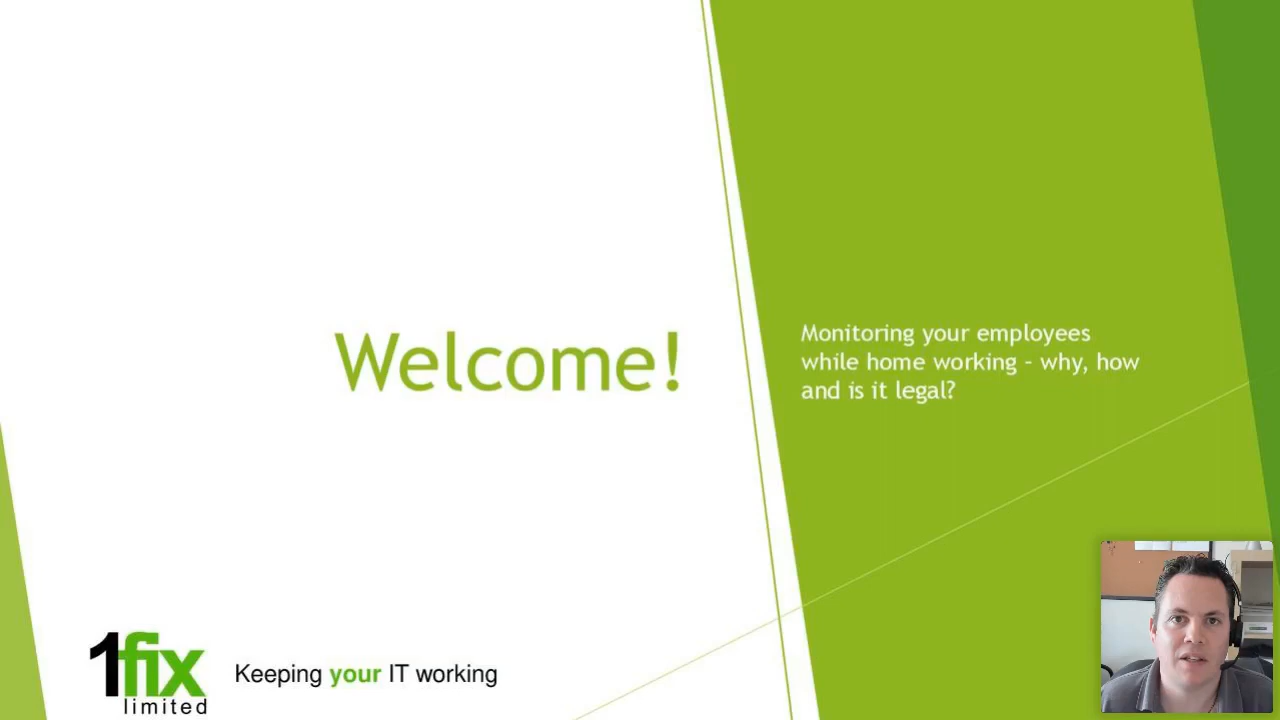 Welcome!
Monitoring your employees
while home working - why, how
and is it legal?
1fix
limited
Keeping your IT working